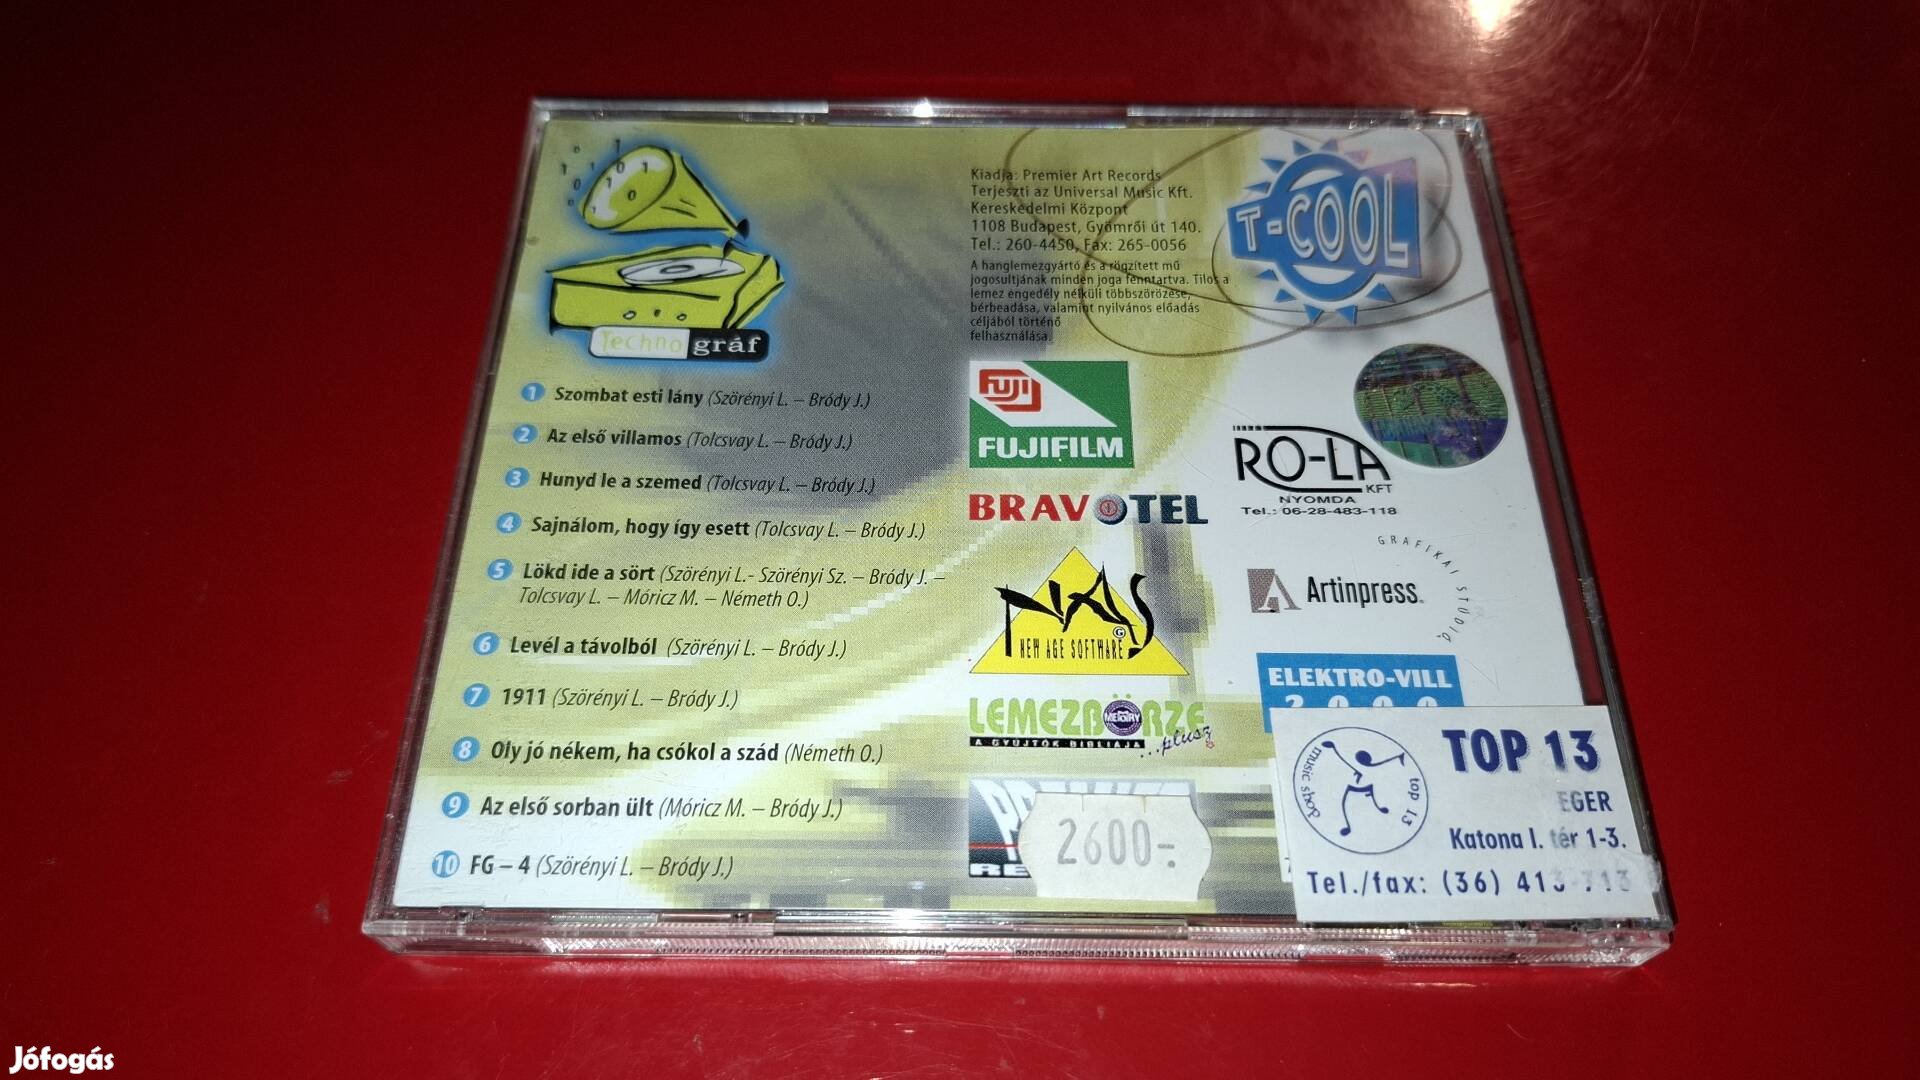 Techno gráf
1 Szombat esti lány (Szörényi L. – Bródy J.)
2 Az első villamos (Tolcsvay L. – Bródy J.)
3 Hunyd le a szemed (Tolcsvay L. – Bródy J.)
4 Sajnálom, hogy így esett (Tolcsvay L. – Bródy J.)
5 Lökd ide a sört (Szörényi L.- Szörényi Sz. – Bródy J. –
Tolcsvay L. – Móricz M. – Németh O.)
6 Levél a távolból (Szörényi L. – Bródy J.)
7 1911 (Szörényi L. – Bródy J.)
8 Oly jó nékem, ha csókol a szád (Németh O.)
9 Az első sorban ült (Móricz M. – Bródy J.)
10 FG – 4 (Szörényi L. – Bródy J.)
Kiadja: Premier Art Records
Terjeszti az Universal Music Kft.
Kereskedelmi Központ
1108 Budapest, Gyömrői út 140.
Tel.: 260-4450, Fax: 265-0056
A hanglemezgyártó és a rögzített mű
jogosultjának minden joga fenntartva. Tilos a
lemez engedély nélküli többszörözése,
bérbeadása, valamint nyilvános előadás
céljából történő
felhasználása.
T-COOL
FUJI
FUJIFILM
BRAVOTEL
NAS
NEW AGE SOFTWARE
LEMEZBÖRZE
A GYŰJTŐK BIBLIÁJA
...plusz
2600-.
RO-LA
KFT
NYOMDA
Tel.: 06-28-483-118
GRAFIKAI STÚDIÓ
Artinpress.
ELEKTRO-VILL
2000
music shop top 13
TOP 13
EGER
Katona I. tér 1-3.
Tel./fax: (36) 413-713
Jófogás